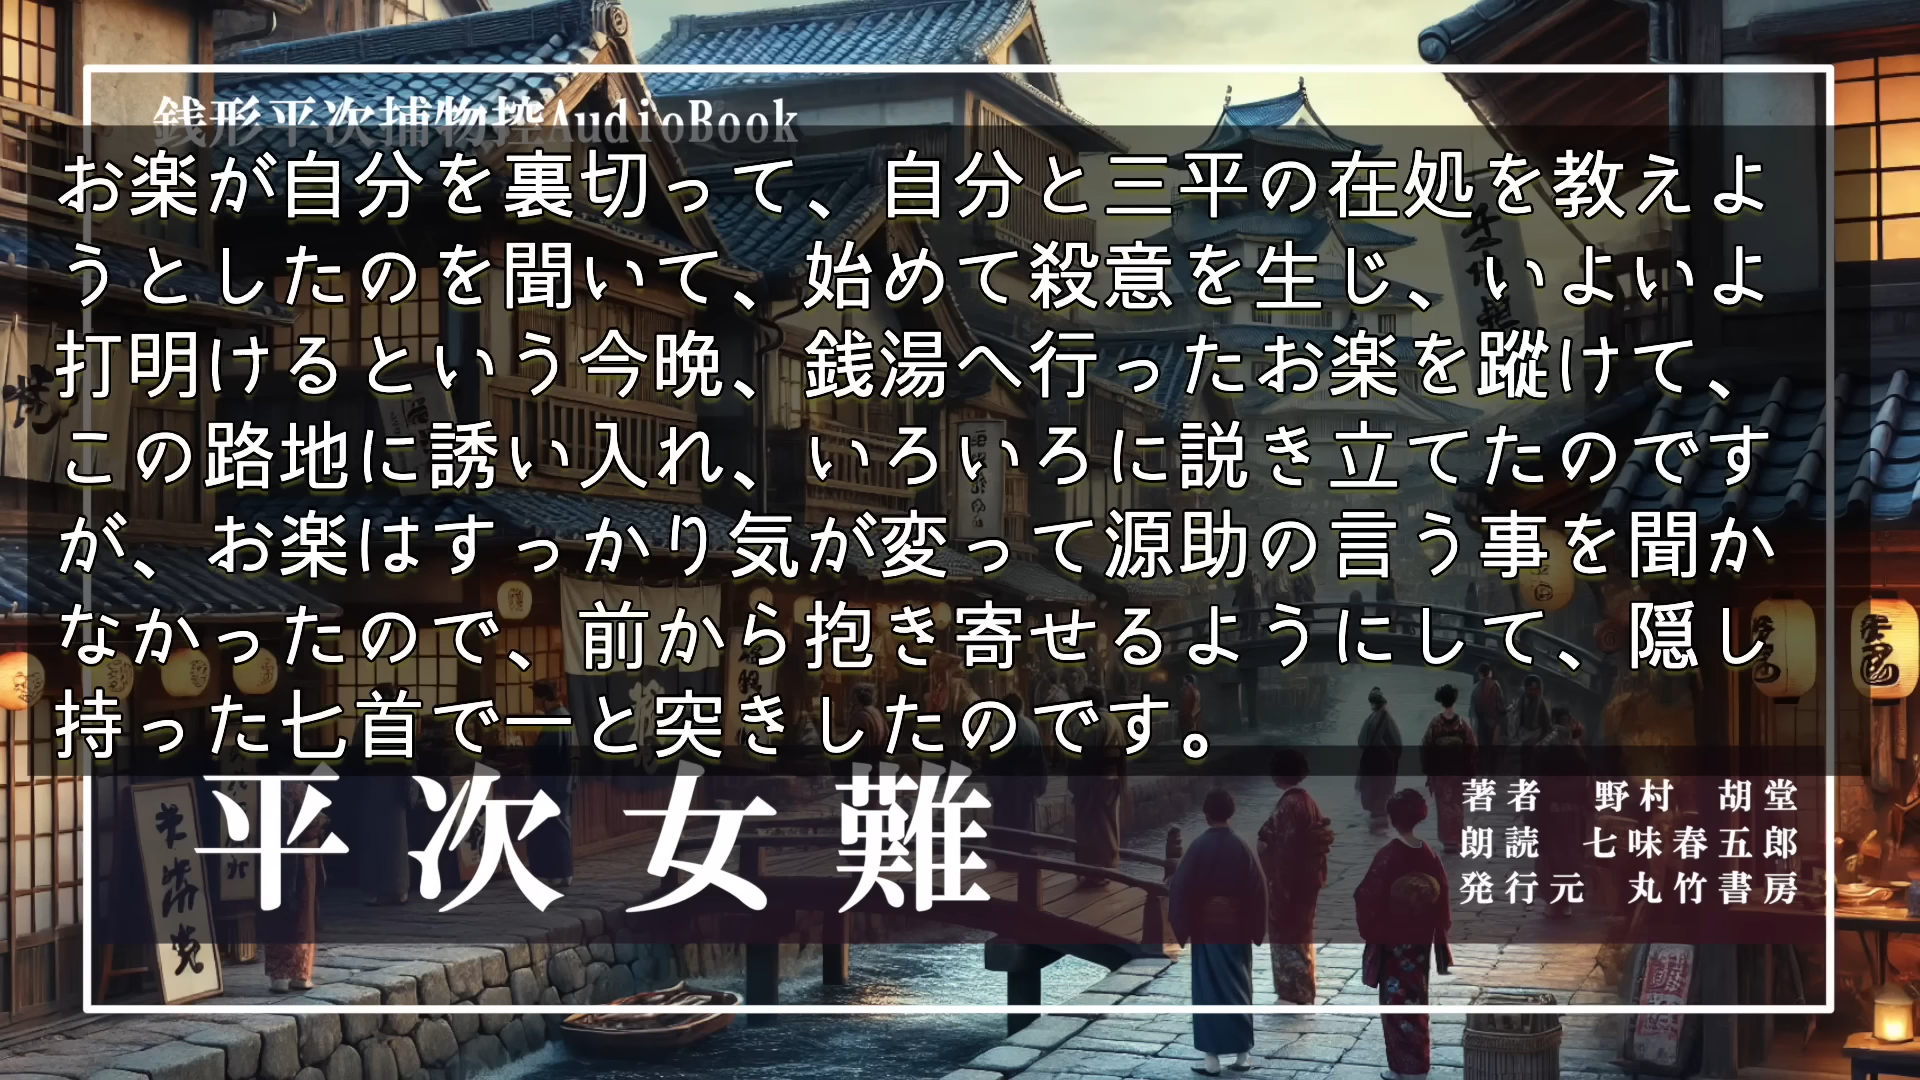 銭形平次捕物控AudioBook
お楽が自分を裏切って、自分と三平の在処を教えよ
うとしたのを聞いて、始めて殺意を生じ、いよいよ
打明けるという今晩、銭湯へ行ったお楽を蹤けて、
この路地に誘い入れ、いろいろに説き立てたのです
が、お楽はすっかり気が変って源助の言う事を聞か
なかったので、前から抱き寄せるようにして、隠し
持った匕首で一と突きしたのです。
平次女難
著者 野村 胡堂
朗読 七味春五郎
発行元 丸竹書房